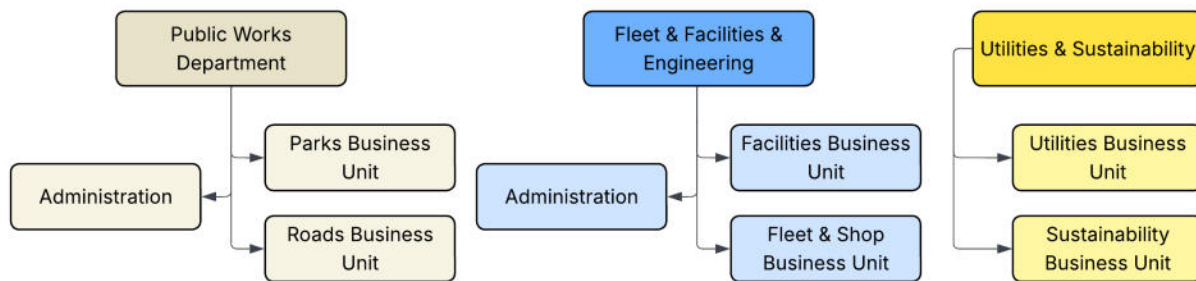 Public Works
Department
Parks Business
Unit
Administration
Roads Business
Unit
Fleet & Facilities &
Engineering
Facilities Business
Unit
Administration
Fleet & Shop
Business Unit
Utilities & Sustainability
Utilities Business
Unit
Sustainability
Business Unit